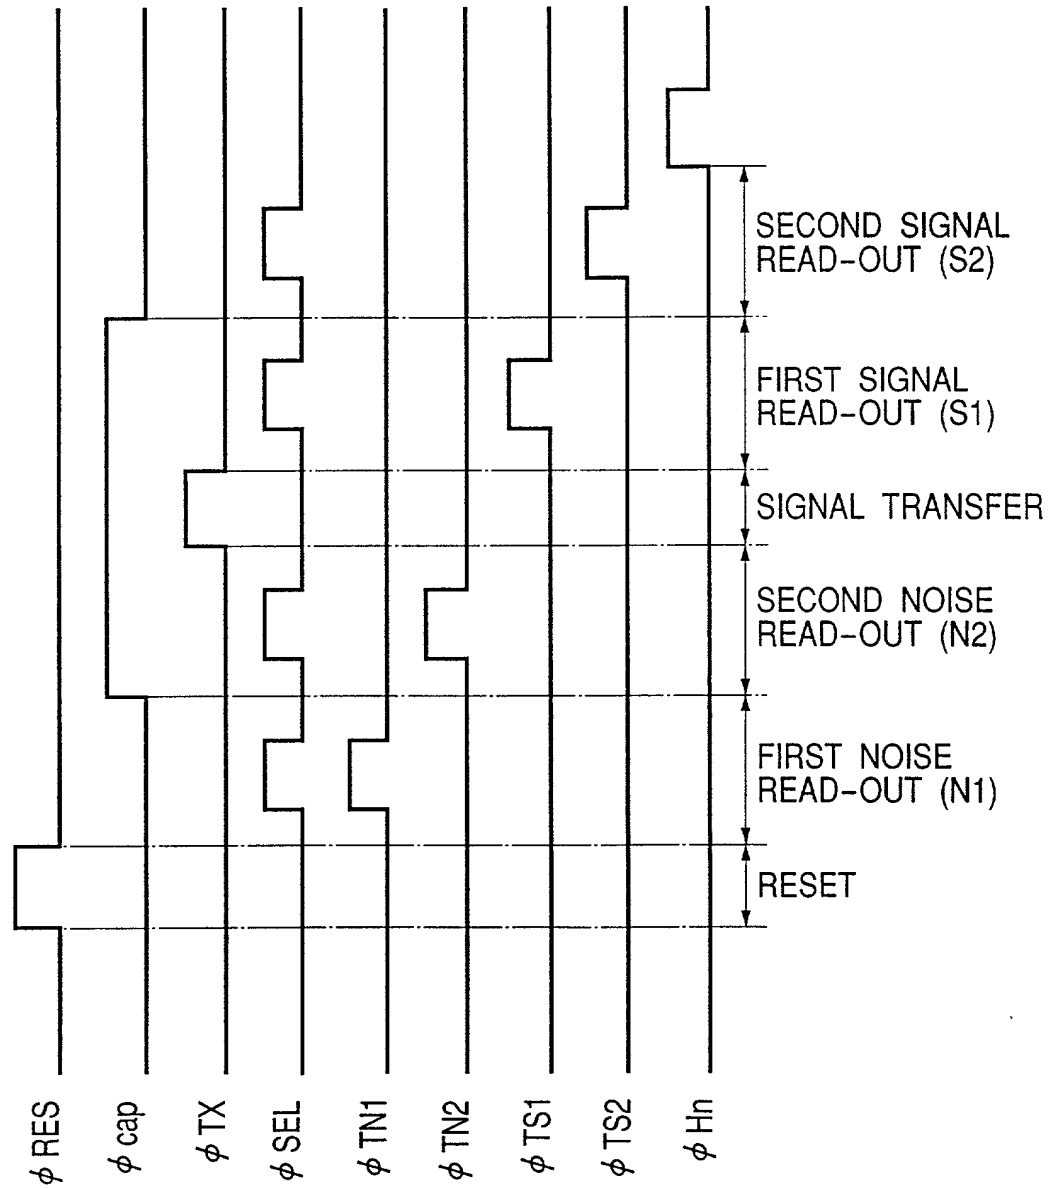 SECOND SIGNAL
READ-OUT (S2)
FIRST SIGNAL
READ-OUT (S1)
SIGNAL TRANSFER
SECOND NOISE
READ-OUT (N2)
FIRST NOISE
READ-OUT (N1)
RESET
ϕ RES
ϕ cap
ϕ TX
ϕ SEL
ϕ TN1
ϕ TN2
ϕ TS1
ϕ TS2
ϕ Hn